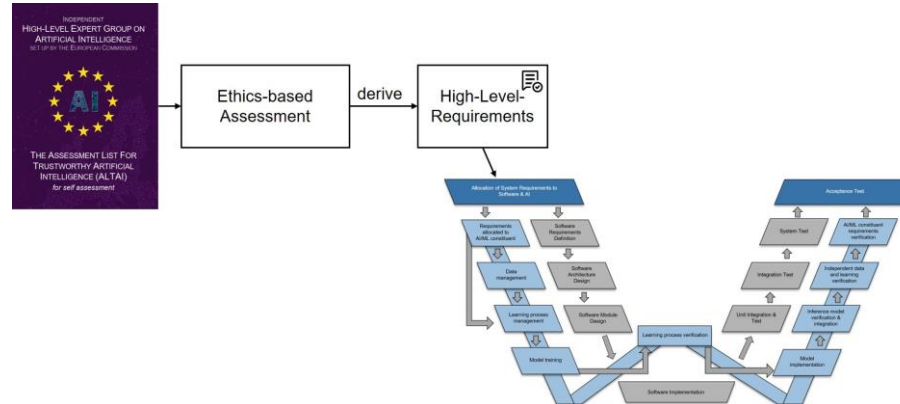 INDEPENDENT
HIGH-LEVEL EXPERT GROUP ON
ARTIFICIAL INTELLIGENCE
SET UP BY THE EUROPEAN COMMISSION
AI
THE ASSESSMENT LIST FOR
TRUSTWORTHY ARTIFICIAL
INTELLIGENCE (ALTAI)
for self assessment
Ethics-based
Assessment
derive
High-Level-
Requirements
Allocation of System Requirements to
Software & AI
Requirements
allocated to
AI/ML constituent
Data
management
Learning process
management
Model training
Software
Requirements
Definition
Software
Architecture
Design
Software Module
Design
Learning process verification
Software Implementation
Acceptance Test
System Test
Integration Test
Unit Integration &
Test
AI/ML constituent
requirements
verification
Independent data
and learning
verification
Inference model
verification &
integration
Model
implementation